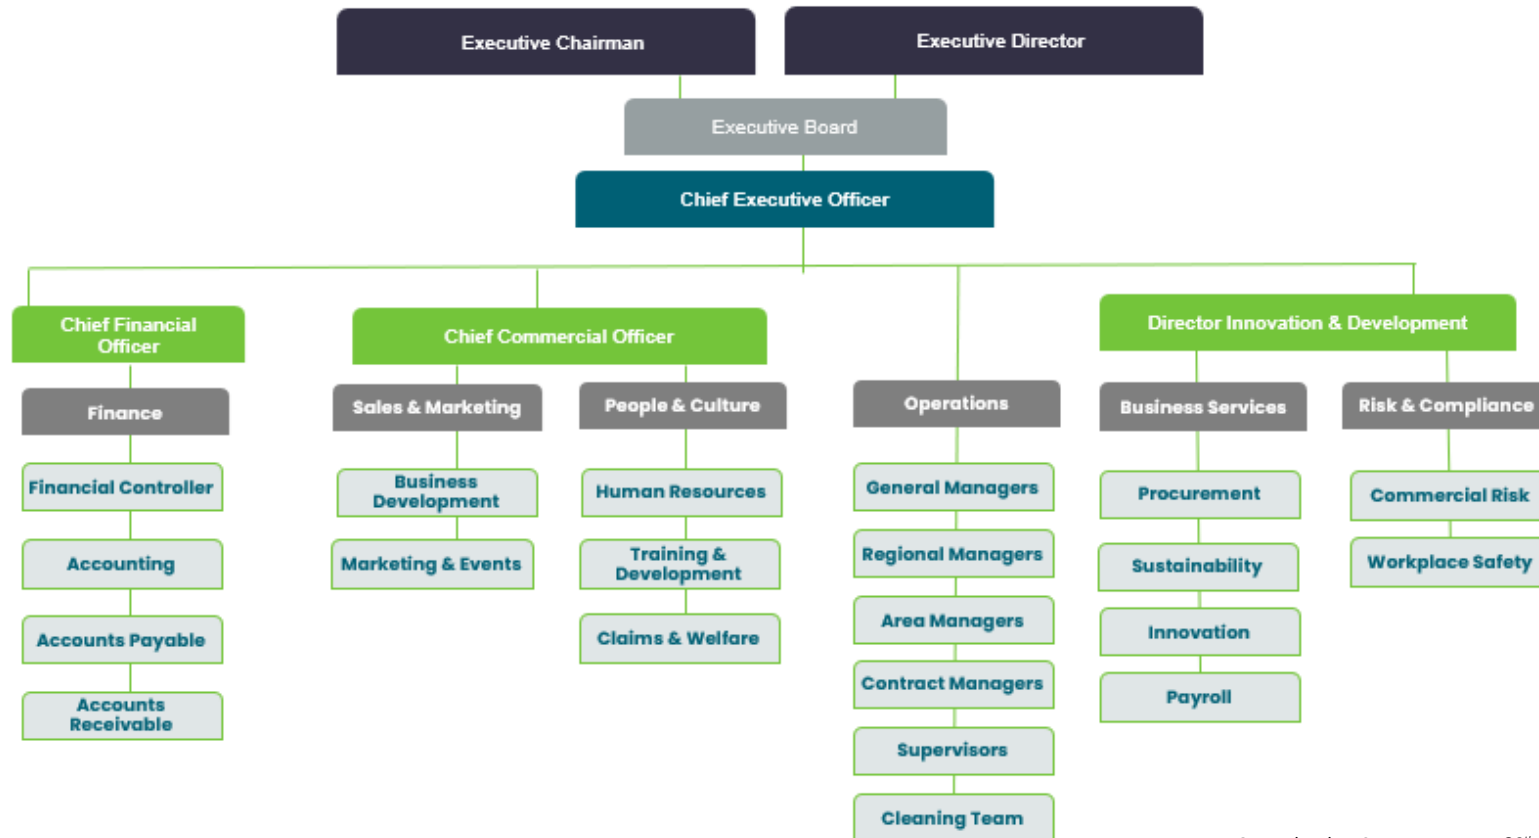 Executive Chairman
Executive Director
Executive Board
Chief Executive Officer
Chief Financial
Officer
Chief Commercial Officer
Director Innovation & Development
Finance
Sales & Marketing
People & Culture
Operations
Business Services
Risk & Compliance
Financial Controller
Accounting
Accounts Payable
Accounts
Receivable
Business
Development
Marketing & Events
Human Resources
Training &
Development
Claims & Welfare
General Managers
Regional Managers
Area Managers
Contract Managers
Supervisors
Cleaning Team
Procurement
Sustainability
Innovation
Payroll
Commercial Risk
Workplace Safety